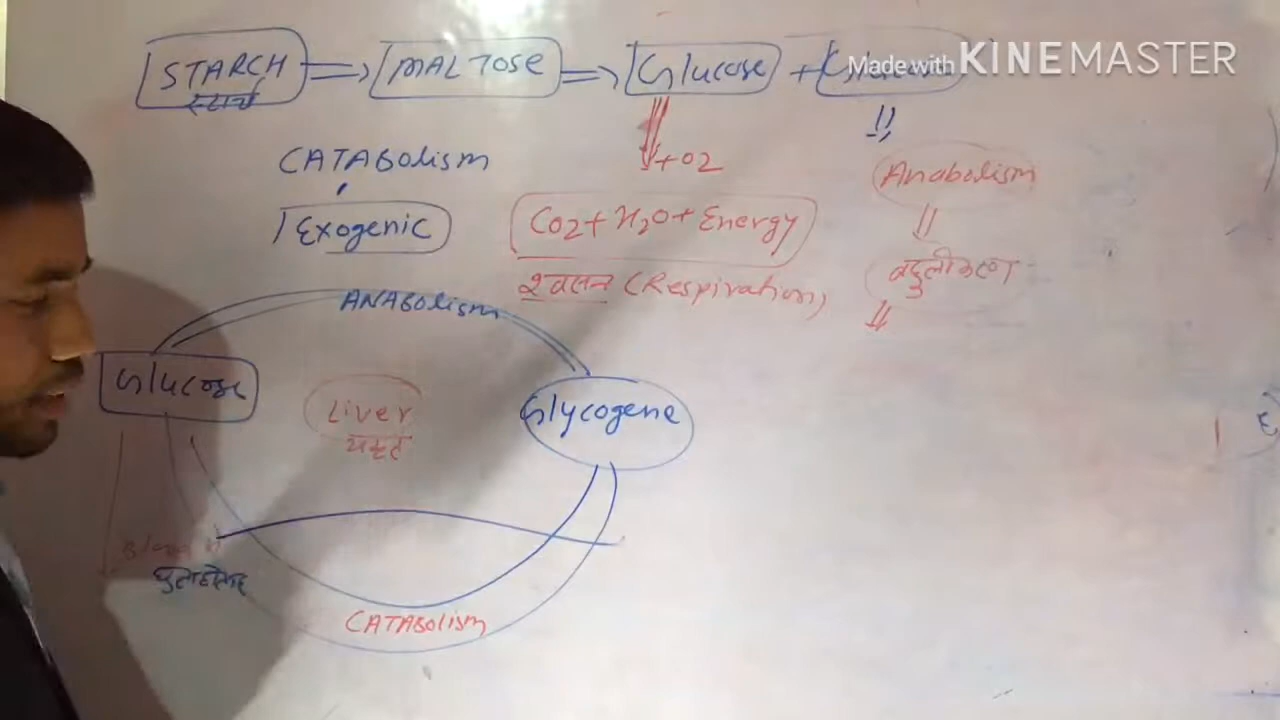 STARCH => MALTOSE => Glucose +
Made with KINEMASTER
स्टार्च
+O2
CATABOLISM
Anabolism
Exogenic
CO2 + H2O + Energy
श्वसन (Respiration)
ANABOLISM
Glucose
Liver
यकृत
Glycogene
CATABOLISM